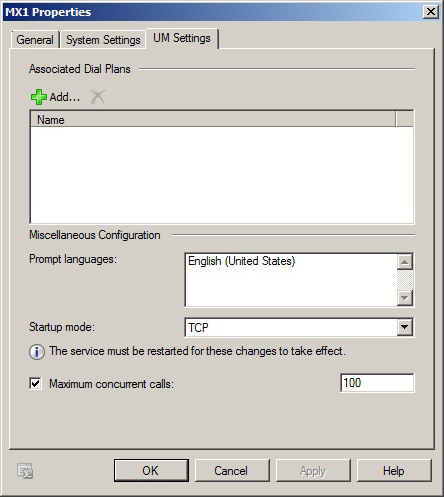 MX1 Properties
General System Settings UM Settings
Associated Dial Plans
Add...
Name
Miscellaneous Configuration
Prompt languages: English (United States)
Startup mode: TCP
The service must be restarted for these changes to take effect.
Maximum concurrent calls: 100
OK Cancel Apply Help